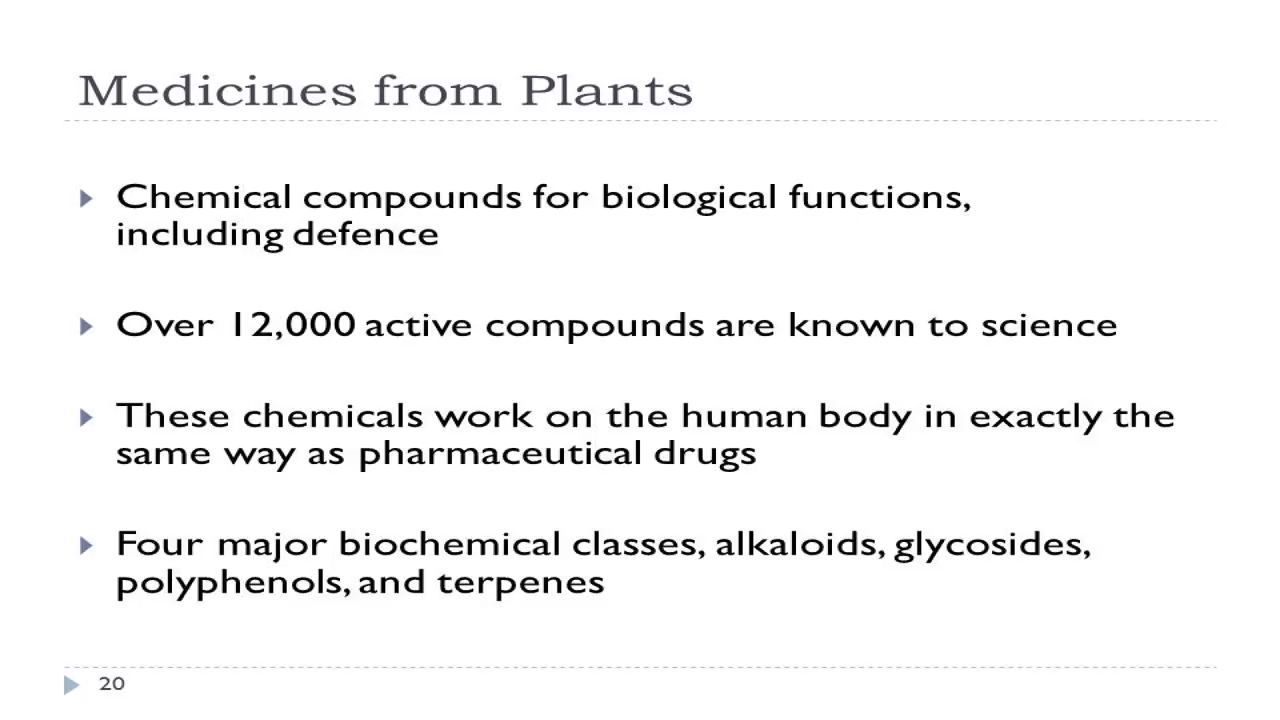 Medicines from Plants
Chemical compounds for biological functions,
including defence
Over 12,000 active compounds are known to science
These chemicals work on the human body in exactly the
same way as pharmaceutical drugs
Four major biochemical classes, alkaloids, glycosides,
polyphenols, and terpenes
20